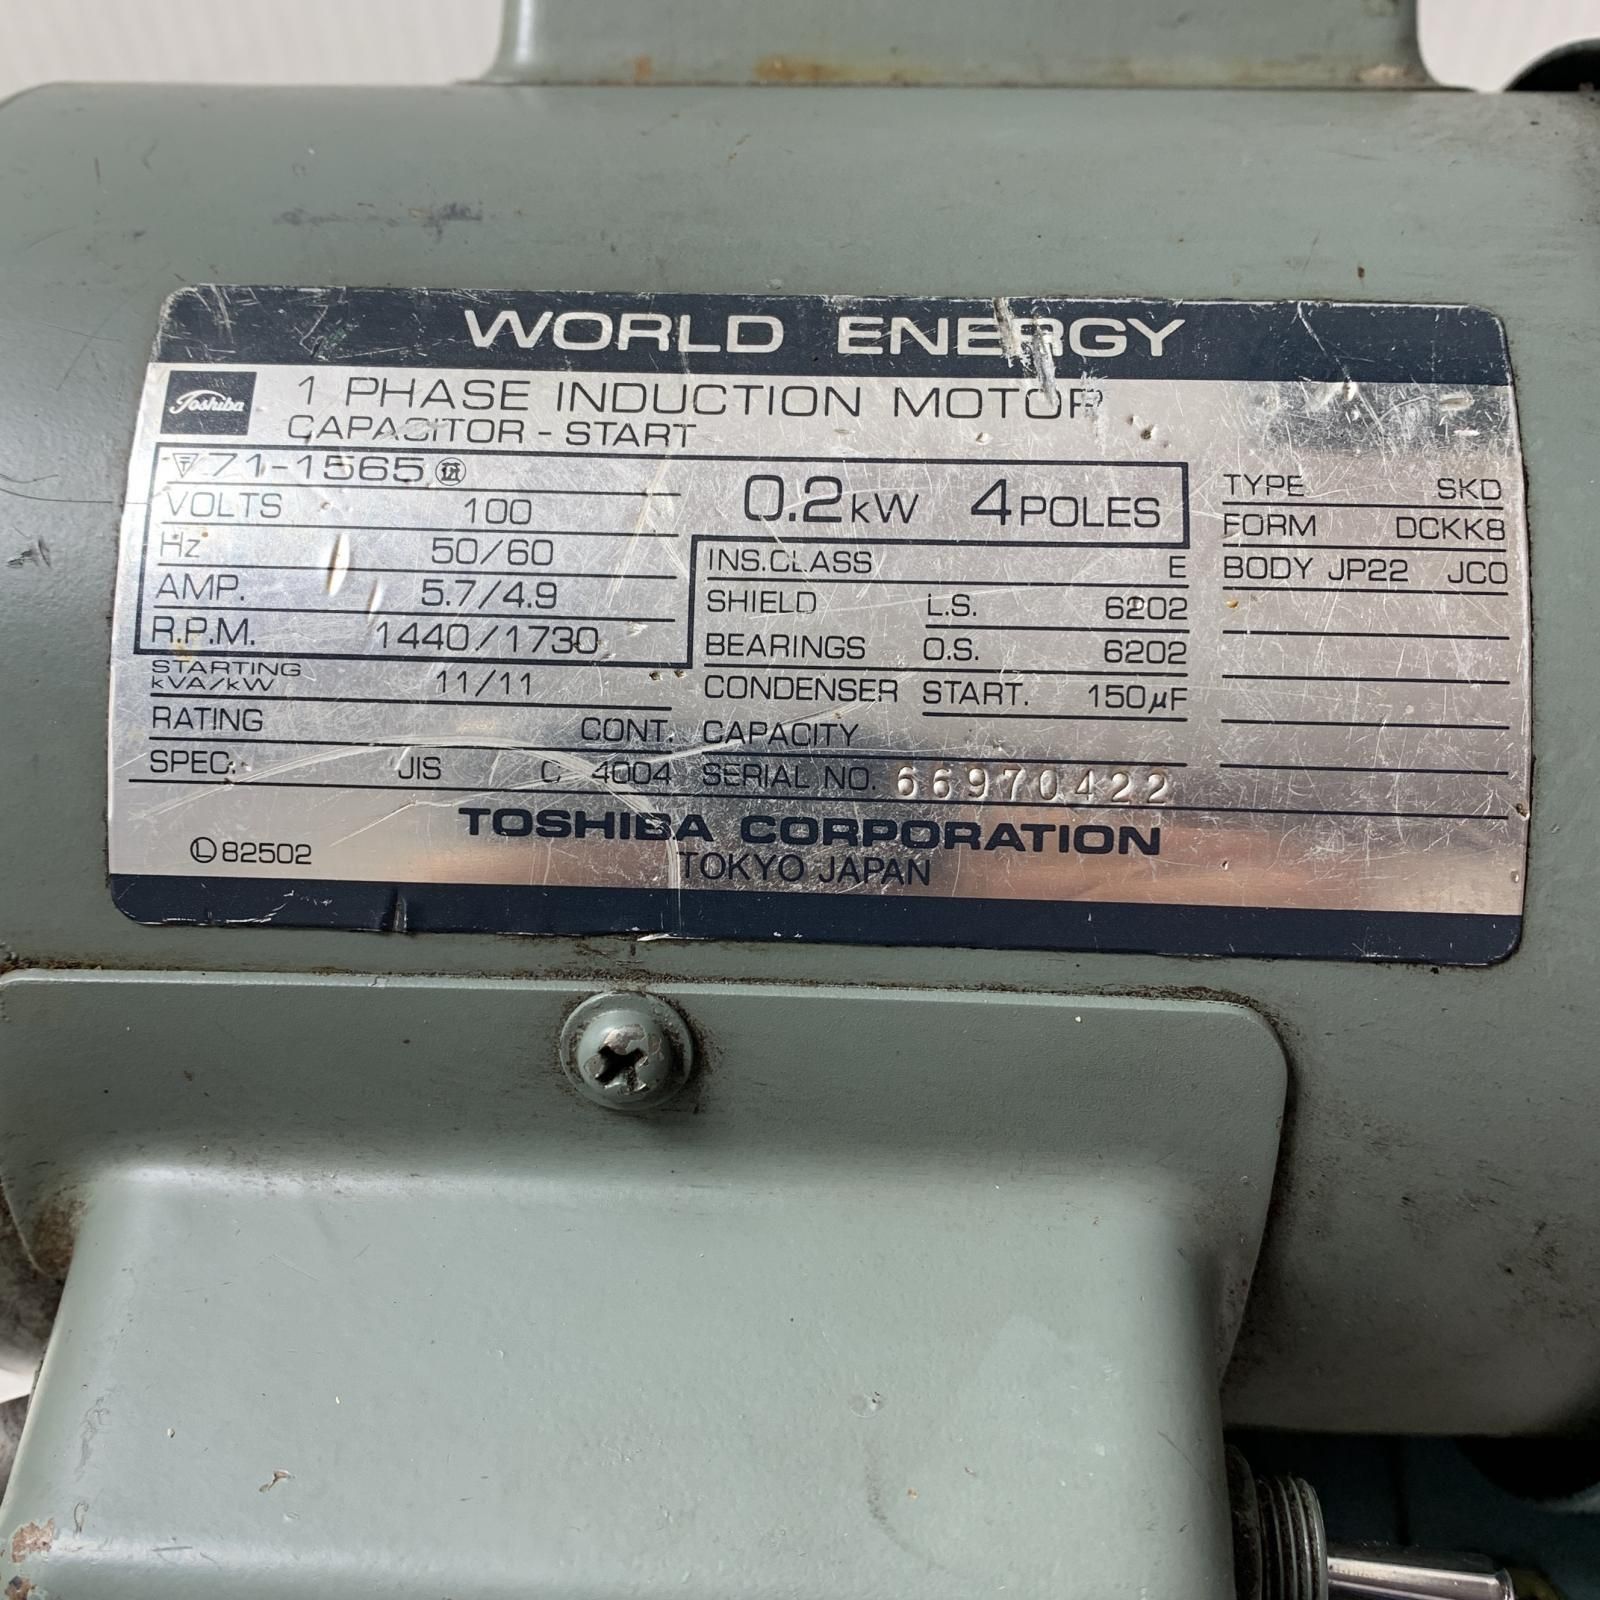 WORLD ENERGY
Toshiba
1 PHASE INDUCTION MOTOR
CAPACITOR - START
71-1565
0.2kW 4POLES
VOLTS 100
Hz 50/60
AMP. 5.7/4.9
R.P.M. 1440/1730
STARTING kVA/kW 11/11
RATING CONT.
SPEC. JIS C 4004
INS.CLASS E
SHIELD L.S. 6202
BEARINGS O.S. 6202
CONDENSER START. 150μF
CAPACITY
SERIAL NO. 66970422
TYPE SKD
FORM DCKK8
BODY JP22 JC0
TOSHIBA CORPORATION
TOKYO JAPAN
Ⓛ82502